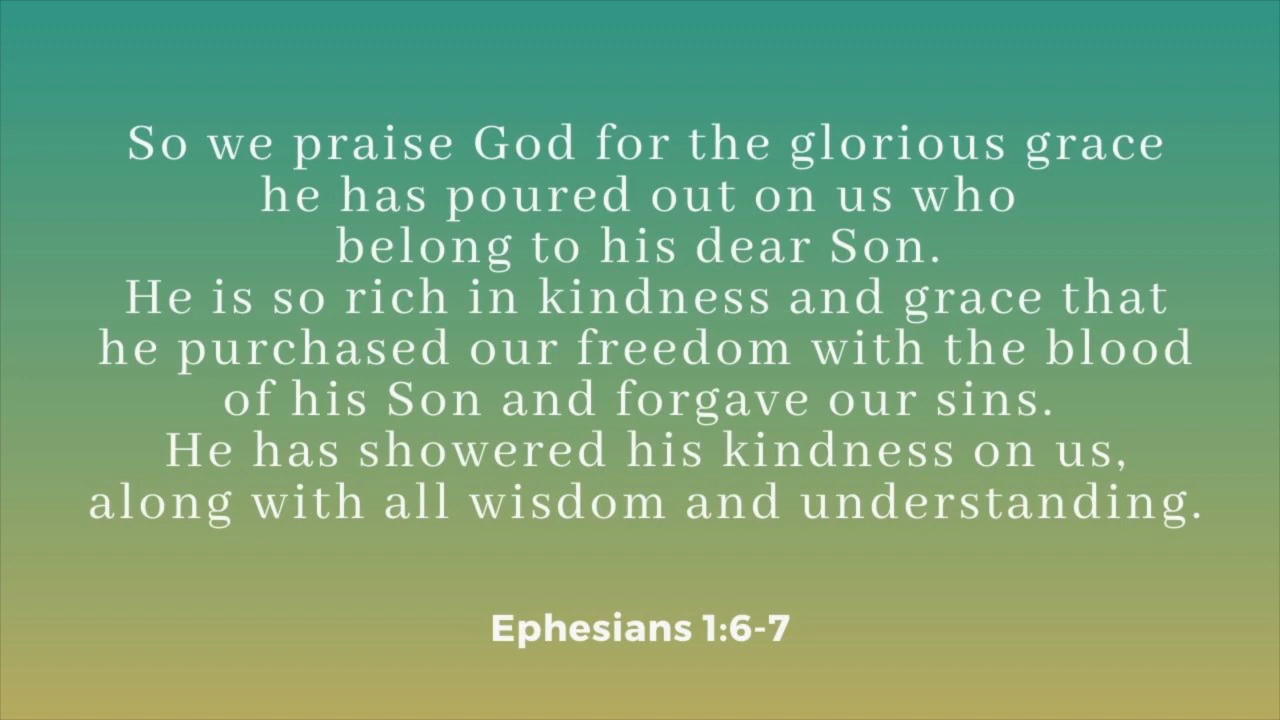 So we praise God for the glorious grace
he has poured out on us who
belong to his dear Son.
He is so rich in kindness and grace that
he purchased our freedom with the blood
of his Son and forgave our sins.
He has showered his kindness on us,
along with all wisdom and understanding.
Ephesians 1:6-7